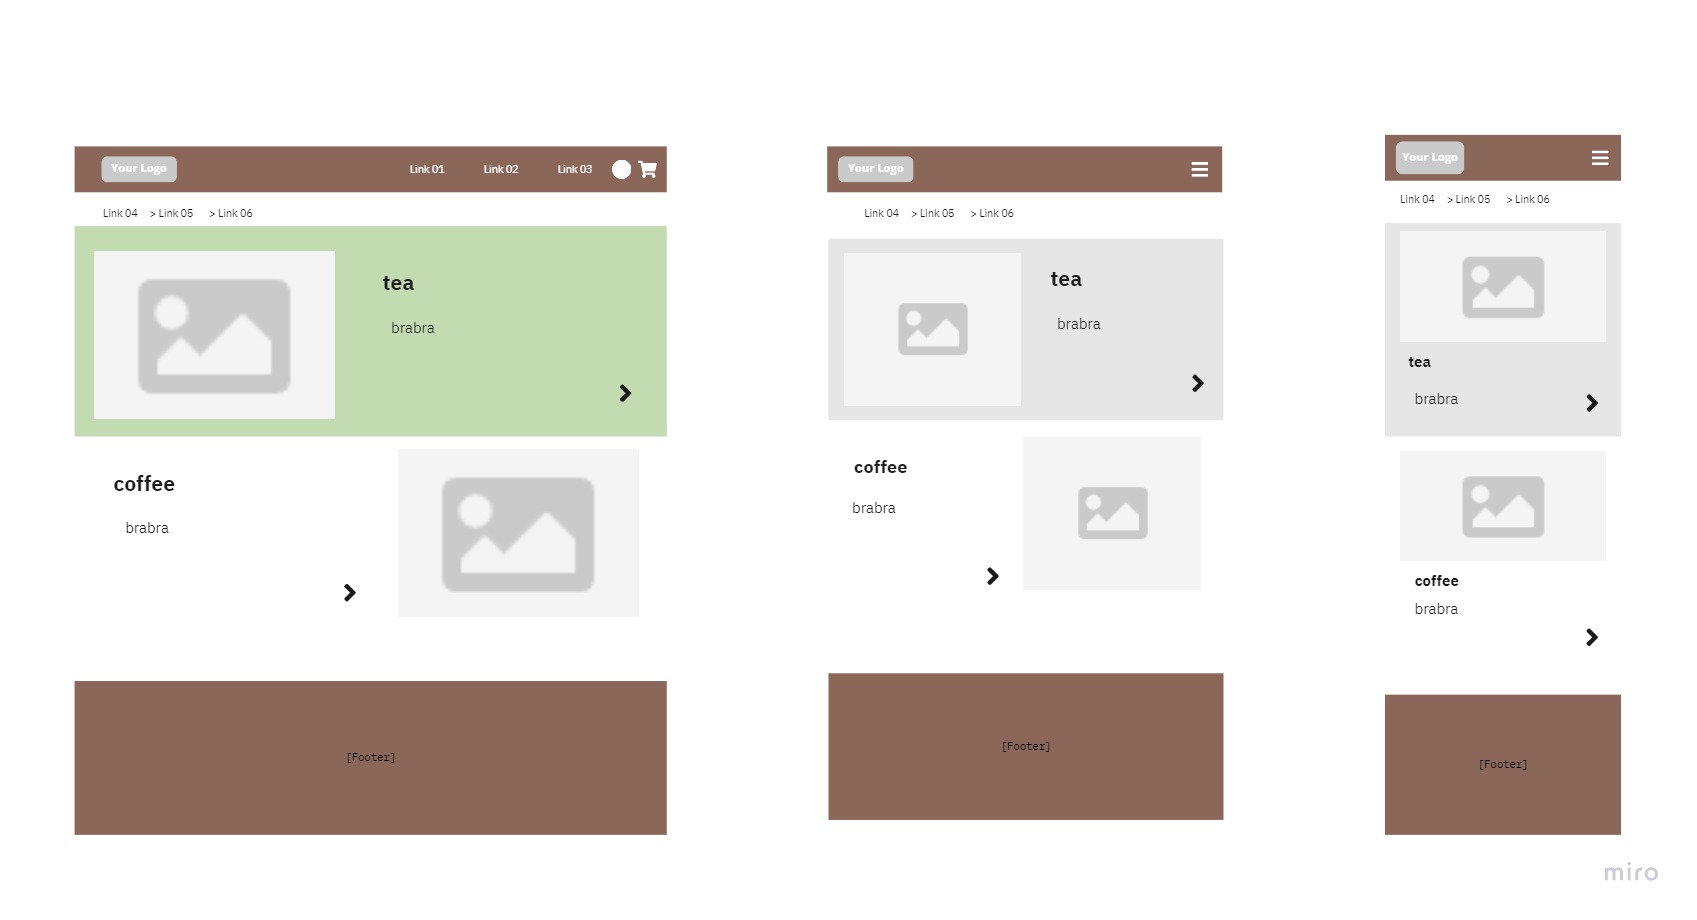 Your Logo
Link 01
Link 02
Link 03
Link 04 > Link 05 > Link 06
tea
brabra
coffee
brabra
[Footer]
Your Logo
Link 04 > Link 05 > Link 06
tea
brabra
coffee
brabra
[Footer]
Your Logo
Link 04 > Link 05 > Link 06
tea
brabra
coffee
brabra
[Footer]
miro